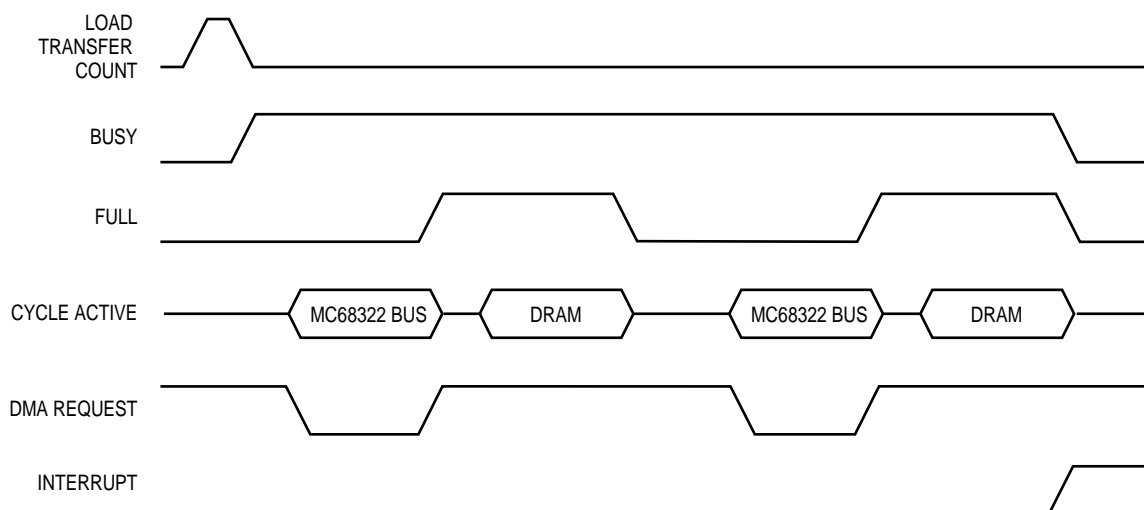 LOAD
TRANSFER
COUNT
BUSY
FULL
CYCLE ACTIVE
MC68322 BUS
DRAM
MC68322 BUS
DRAM
DMA REQUEST
INTERRUPT